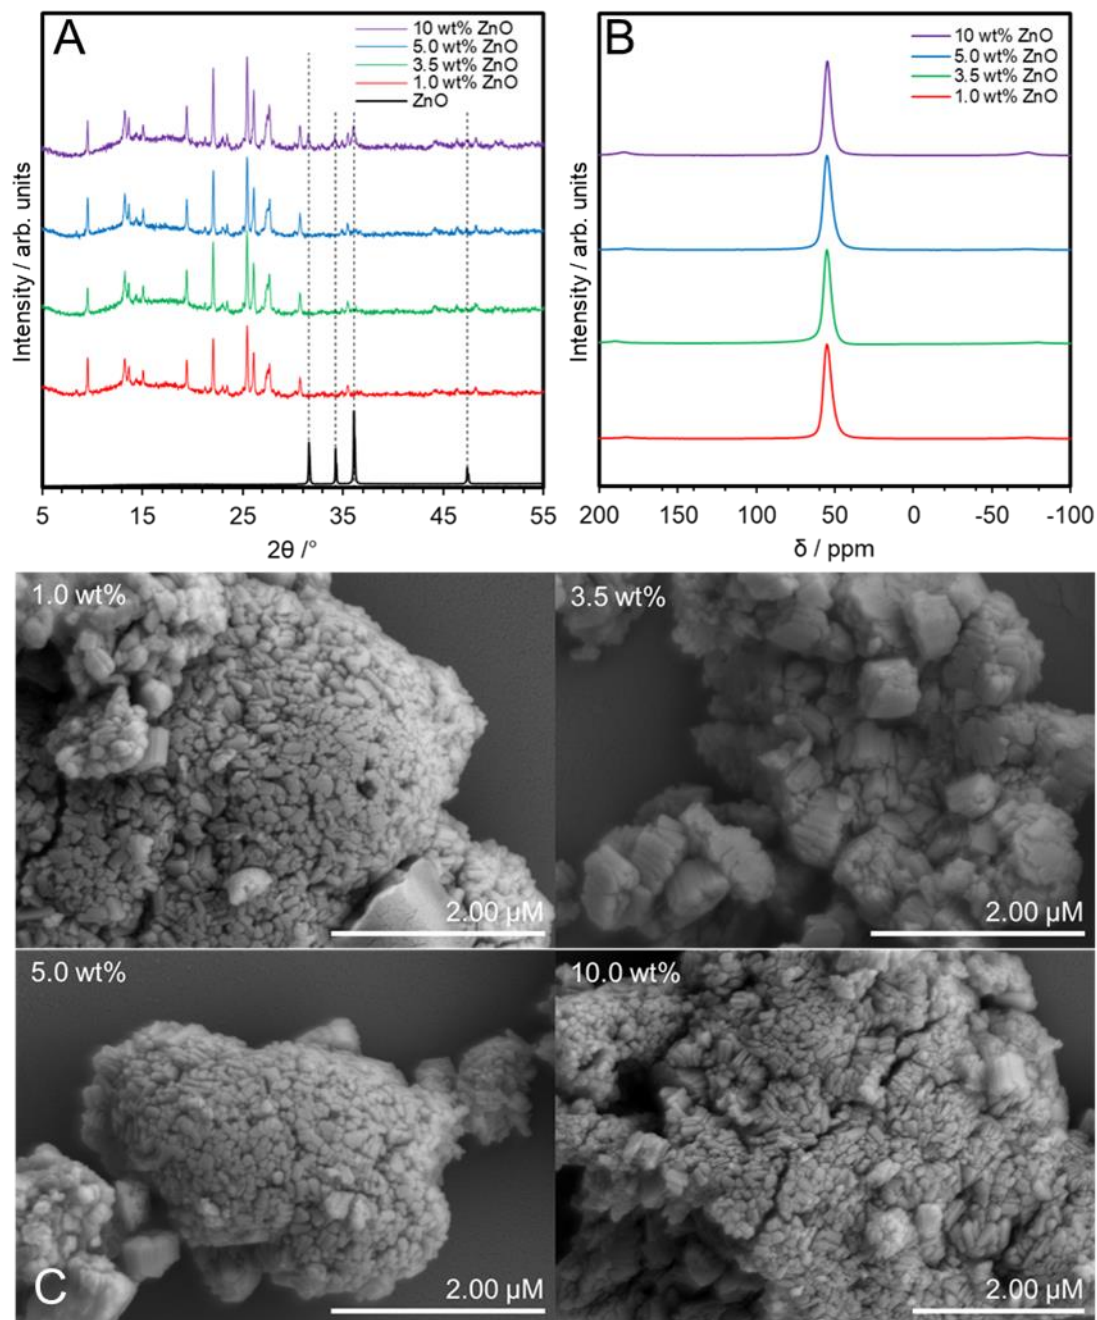 A
10 wt% ZnO
5.0 wt% ZnO
3.5 wt% ZnO
1.0 wt% ZnO
ZnO
Intensity / arb. units
5 15 25 35 45 55
2θ /°
B
10 wt% ZnO
5.0 wt% ZnO
3.5 wt% ZnO
1.0 wt% ZnO
Intensity / arb. units
200 150 100 50 0 -50 -100
δ / ppm
1.0 wt%
2.00 µM
3.5 wt%
2.00 µM
5.0 wt%
C
2.00 µM
10.0 wt%
2.00 µM